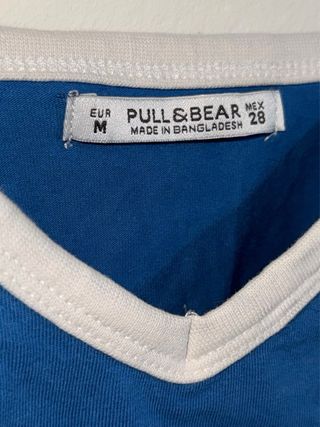 EUR M PULL&BEAR MEX 28
MADE IN BANGLADESH